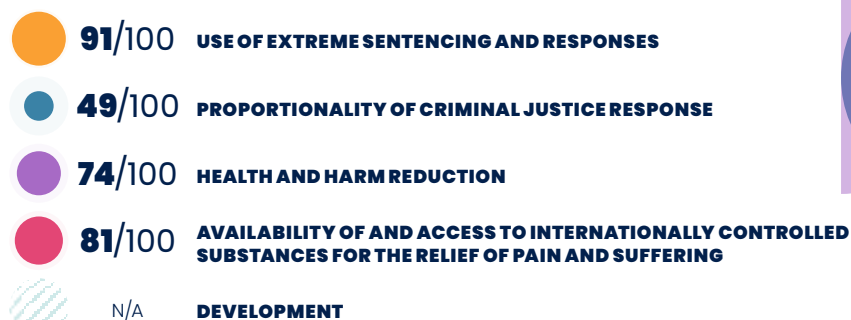 91/100 USE OF EXTREME SENTENCING AND RESPONSES
49/100 PROPORTIONALITY OF CRIMINAL JUSTICE RESPONSE
74/100 HEALTH AND HARM REDUCTION
81/100 AVAILABILITY OF AND ACCESS TO INTERNATIONALLY CONTROLLED
SUBSTANCES FOR THE RELIEF OF PAIN AND SUFFERING
N/A DEVELOPMENT